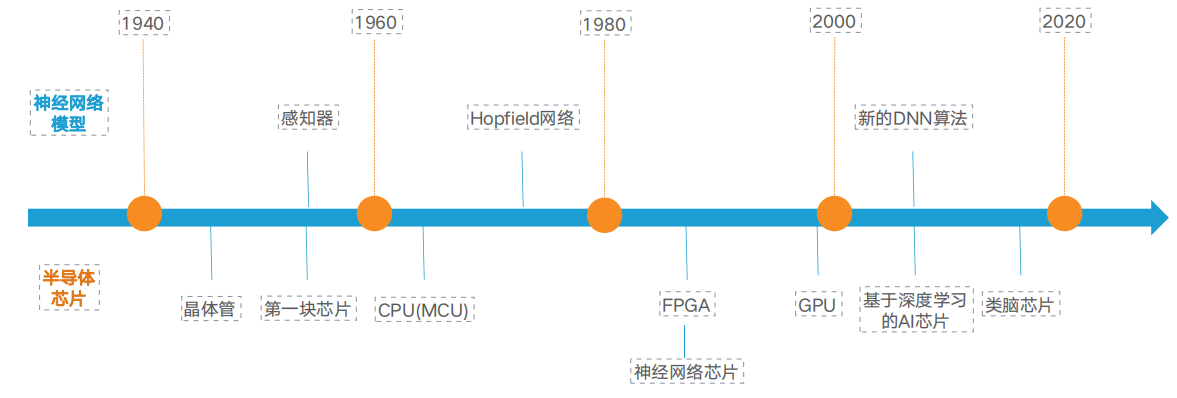 1940
1960
1980
2000
2020
神经网络
模型
感知器
Hopfield网络
新的DNN算法
半导体
芯片
晶体管
第一块芯片
CPU(MCU)
FPGA
GPU
基于深度学习
的AI芯片
类脑芯片
神经网络芯片